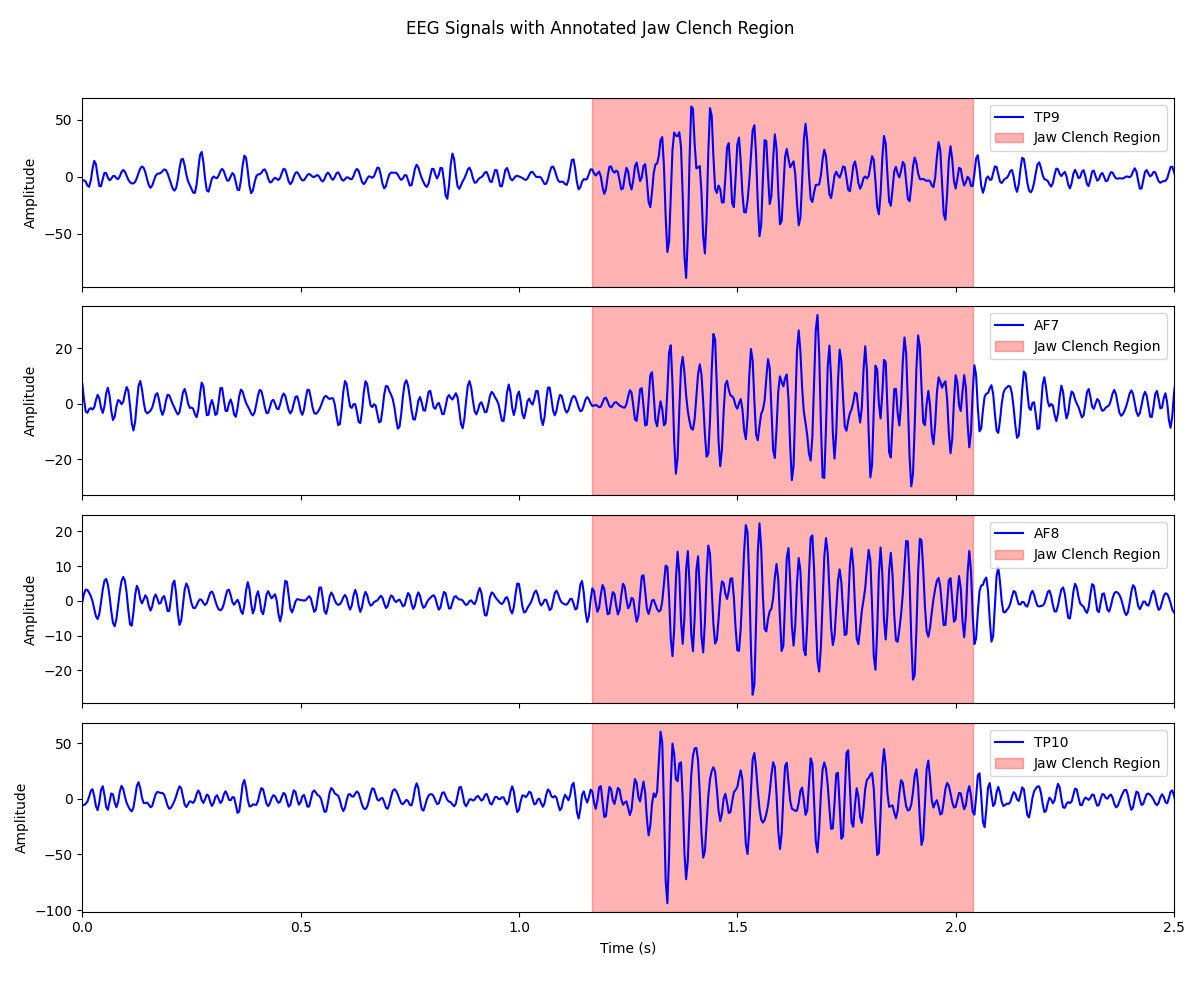 EEG Signals with Annotated Jaw Clench Region
Amplitude
50
0
−50
TP9
Jaw Clench Region
Amplitude
20
0
−20
AF7
Jaw Clench Region
Amplitude
20
10
0
−10
−20
AF8
Jaw Clench Region
Amplitude
50
0
−50
−100
TP10
Jaw Clench Region
0.0 0.5 1.0 1.5 2.0 2.5
Time (s)